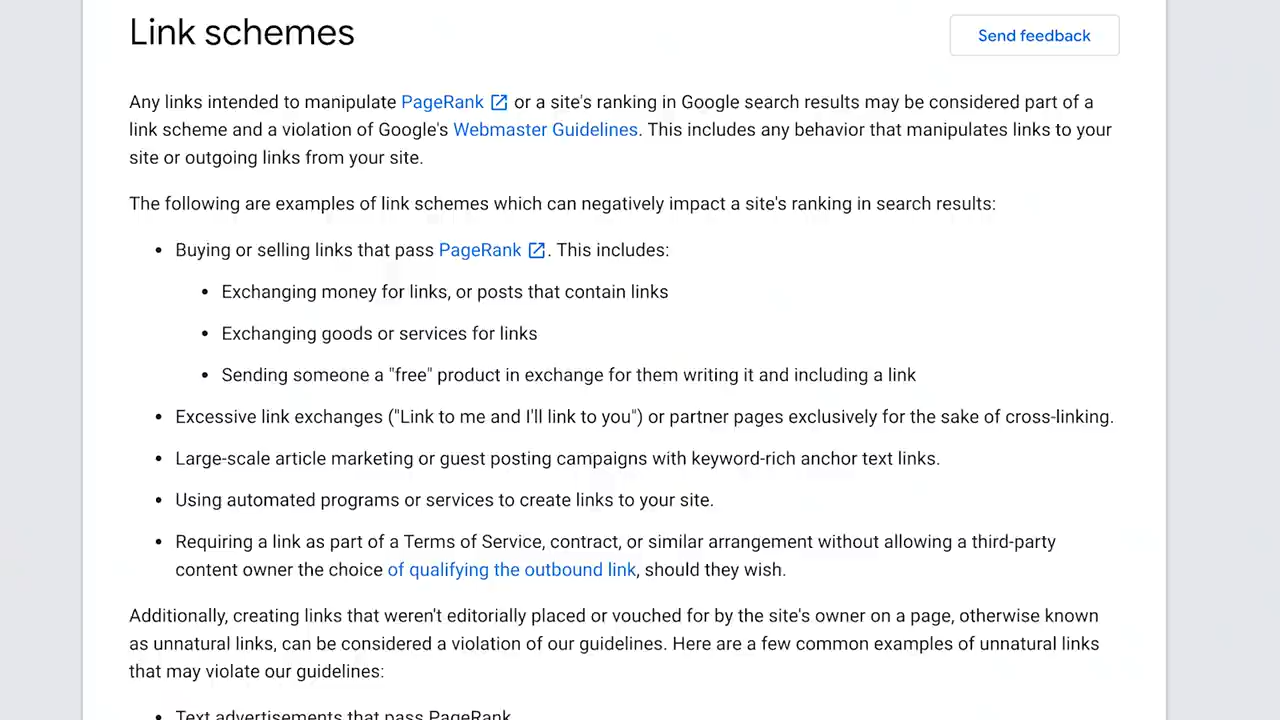 Link schemes
Send feedback
Any links intended to manipulate PageRank or a site's ranking in Google search results may be considered part of a
link scheme and a violation of Google's Webmaster Guidelines. This includes any behavior that manipulates links to your
site or outgoing links from your site.
The following are examples of link schemes which can negatively impact a site's ranking in search results:
• Buying or selling links that pass PageRank. This includes:
• Exchanging money for links, or posts that contain links
• Exchanging goods or services for links
• Sending someone a "free" product in exchange for them writing it and including a link
• Excessive link exchanges ("Link to me and I'll link to you") or partner pages exclusively for the sake of cross-linking.
• Large-scale article marketing or guest posting campaigns with keyword-rich anchor text links.
• Using automated programs or services to create links to your site.
• Requiring a link as part of a Terms of Service, contract, or similar arrangement without allowing a third-party
content owner the choice of qualifying the outbound link, should they wish.
Additionally, creating links that weren't editorially placed or vouched for by the site's owner on a page, otherwise known
as unnatural links, can be considered a violation of our guidelines. Here are a few common examples of unnatural links
that may violate our guidelines:
• Text advertisements that pass PageRank